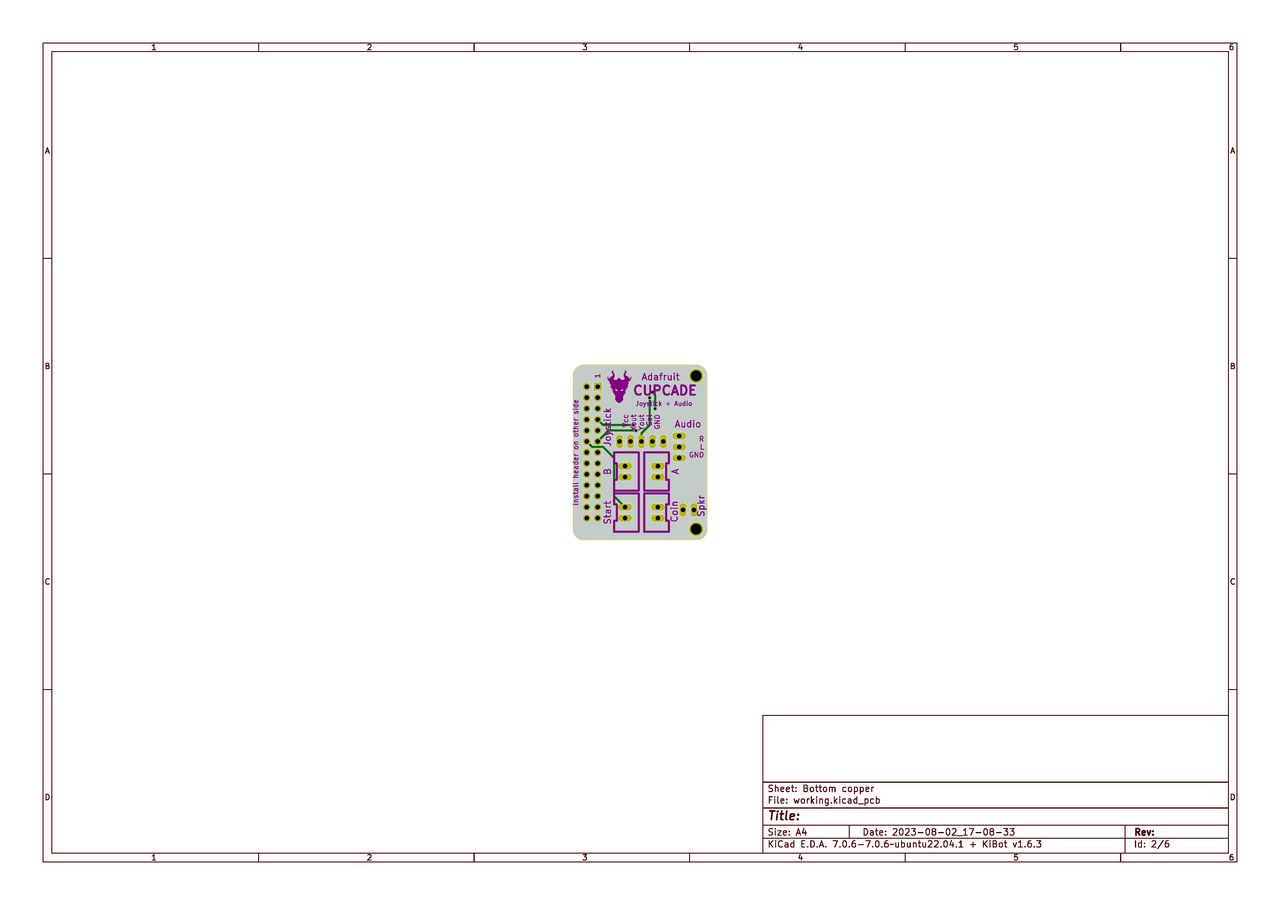 1 2 3 4 5 6
A A
1
Adafruit
CUPCADE
Joystick + Audio
Install header on other side
Joystick
Vcc
Xout
Yout
Sel
GND
Audio
R
L
GND
B B
B
A
Start
Coin
Spkr
C C
D D
Sheet: Bottom copper
File: working.kicad_pcb
Title:
Size: A4
Date: 2023-08-02_17-08-33
Rev:
KiCad E.D.A. 7.0.6-7.0.6~ubuntu22.04.1 + KiBot v1.6.3
Id: 2/6
1 2 3 4 5 6